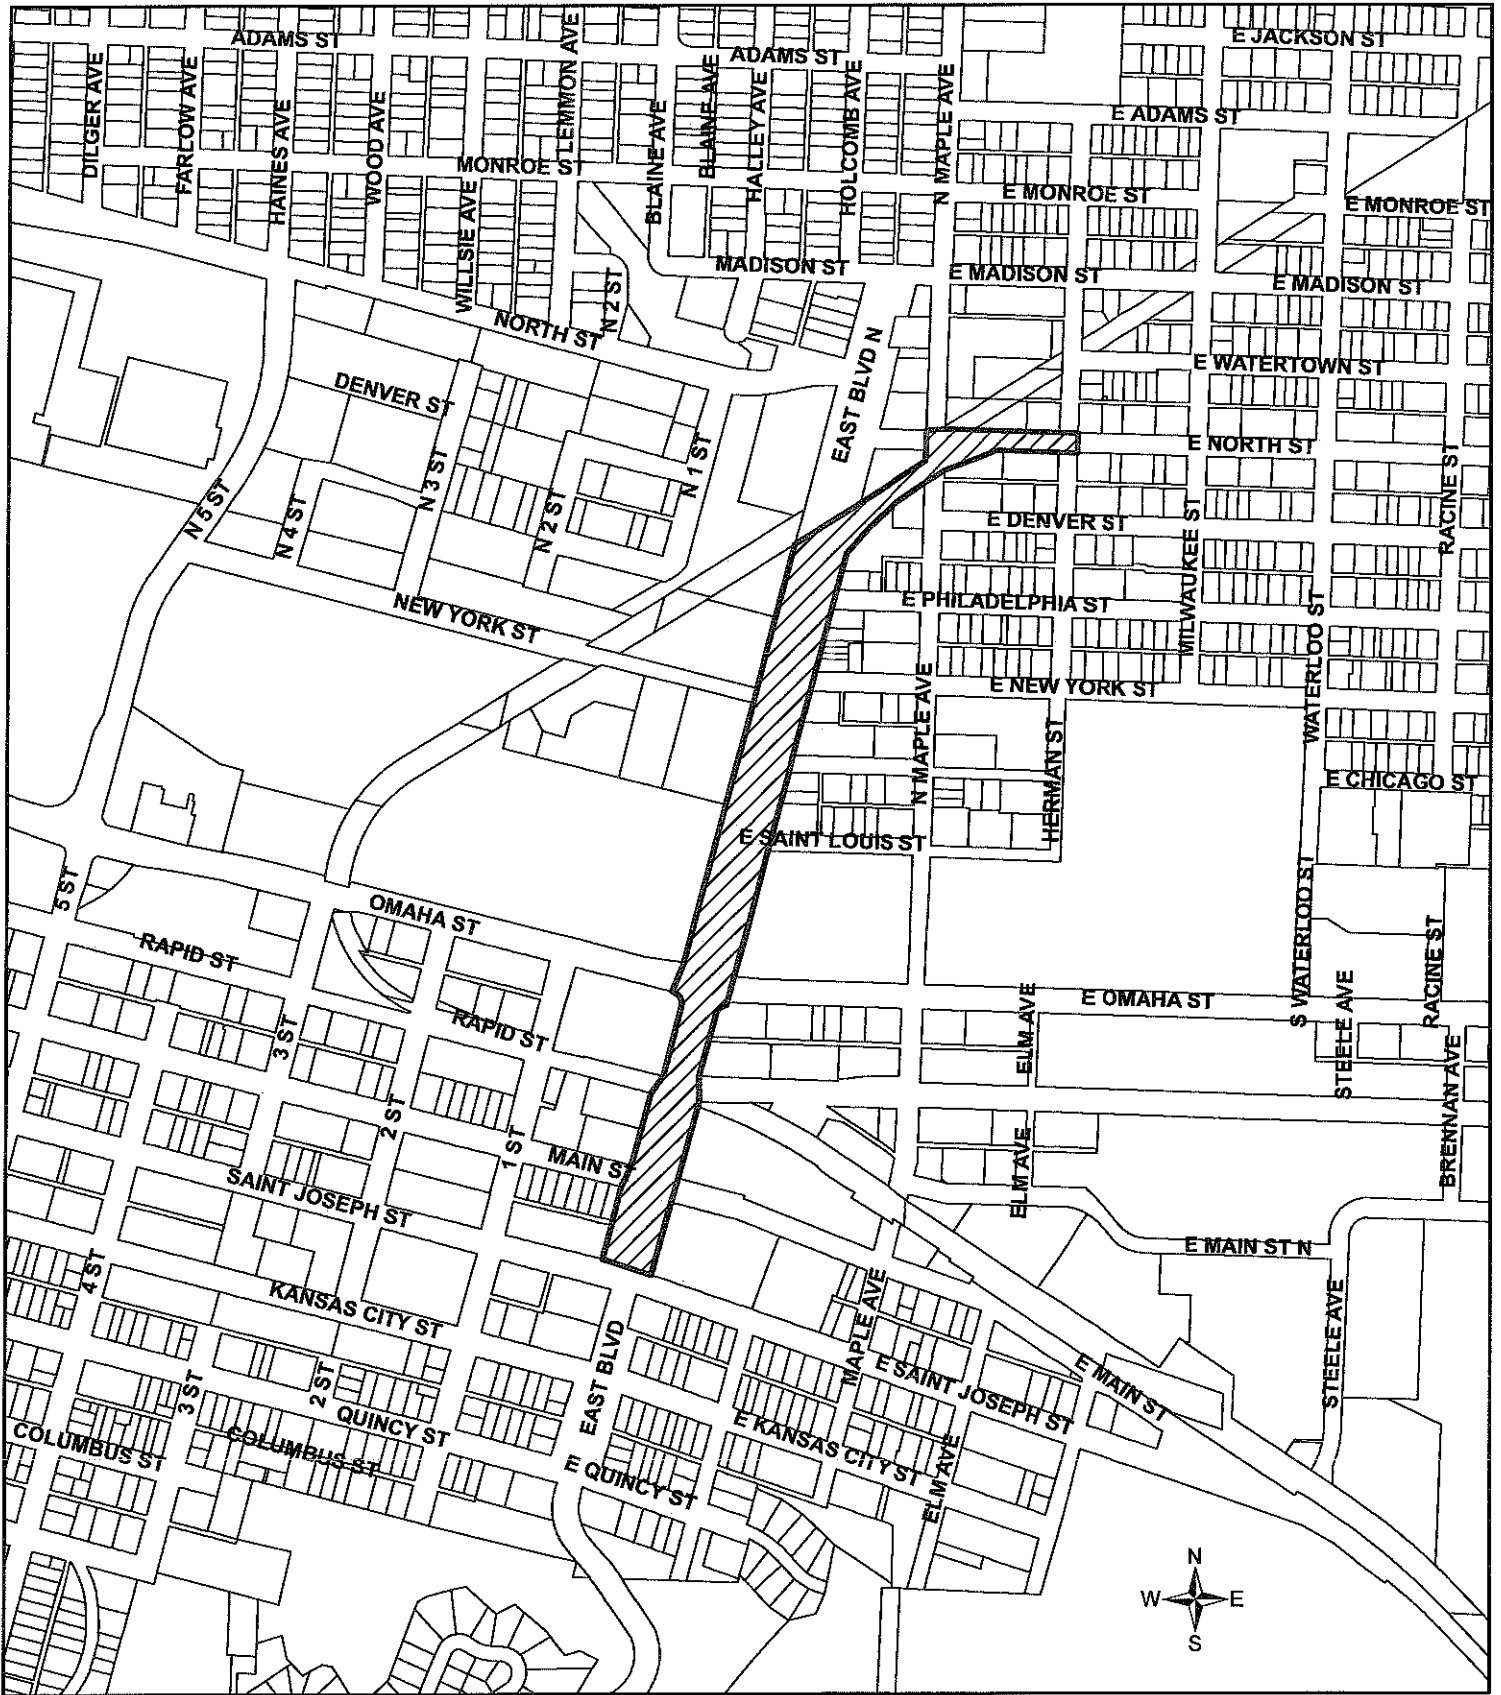 ADAMS ST
ADAMS ST
E JACKSON ST
DILGER AVE
FARLOW AVE
HAINES AVE
WOOD AVE
WILLSIE AVE
LEMMON AVE
BLAINE AVE
BLAINE AVE
HALLEY AVE
HOLCOMB AVE
N MAPLE AVE
E ADAMS ST
MONROE ST
E MONROE ST
E MONROE ST
MADISON ST
E MADISON ST
E MADISON ST
N 2 ST
NORTH ST
EAST BLVD N
E WATERTOWN ST
DENVER ST
E NORTH ST
N 1 ST
N 3 ST
N 5 ST
N 4 ST
N 2 ST
E DENVER ST
MILWAUKEE ST
RACINE ST
NEW YORK ST
E PHILADELPHIA ST
WATERLOO ST
E NEW YORK ST
N MAPLE AVE
HERMAN ST
E CHICAGO ST
E SAINT LOUIS ST
5 ST
OMAHA ST
S WATERLOO ST
RACINE ST
RAPID ST
ELM AVE
E OMAHA ST
STEELE AVE
3 ST
RAPID ST
BRENNAN AVE
2 ST
1 ST
MAIN ST
ELM AVE
SAINT JOSEPH ST
E MAIN ST N
4 ST
KANSAS CITY ST
MAPLE AVE
STEELE AVE
EAST BLVD
E SAINT JOSEPH ST
E MAIN ST
3 ST
2 ST
QUINCY ST
COLUMBUS ST
COLUMBUS ST
E KANSAS CITY ST
ELM AVE
E QUINCY ST
N
W E
S